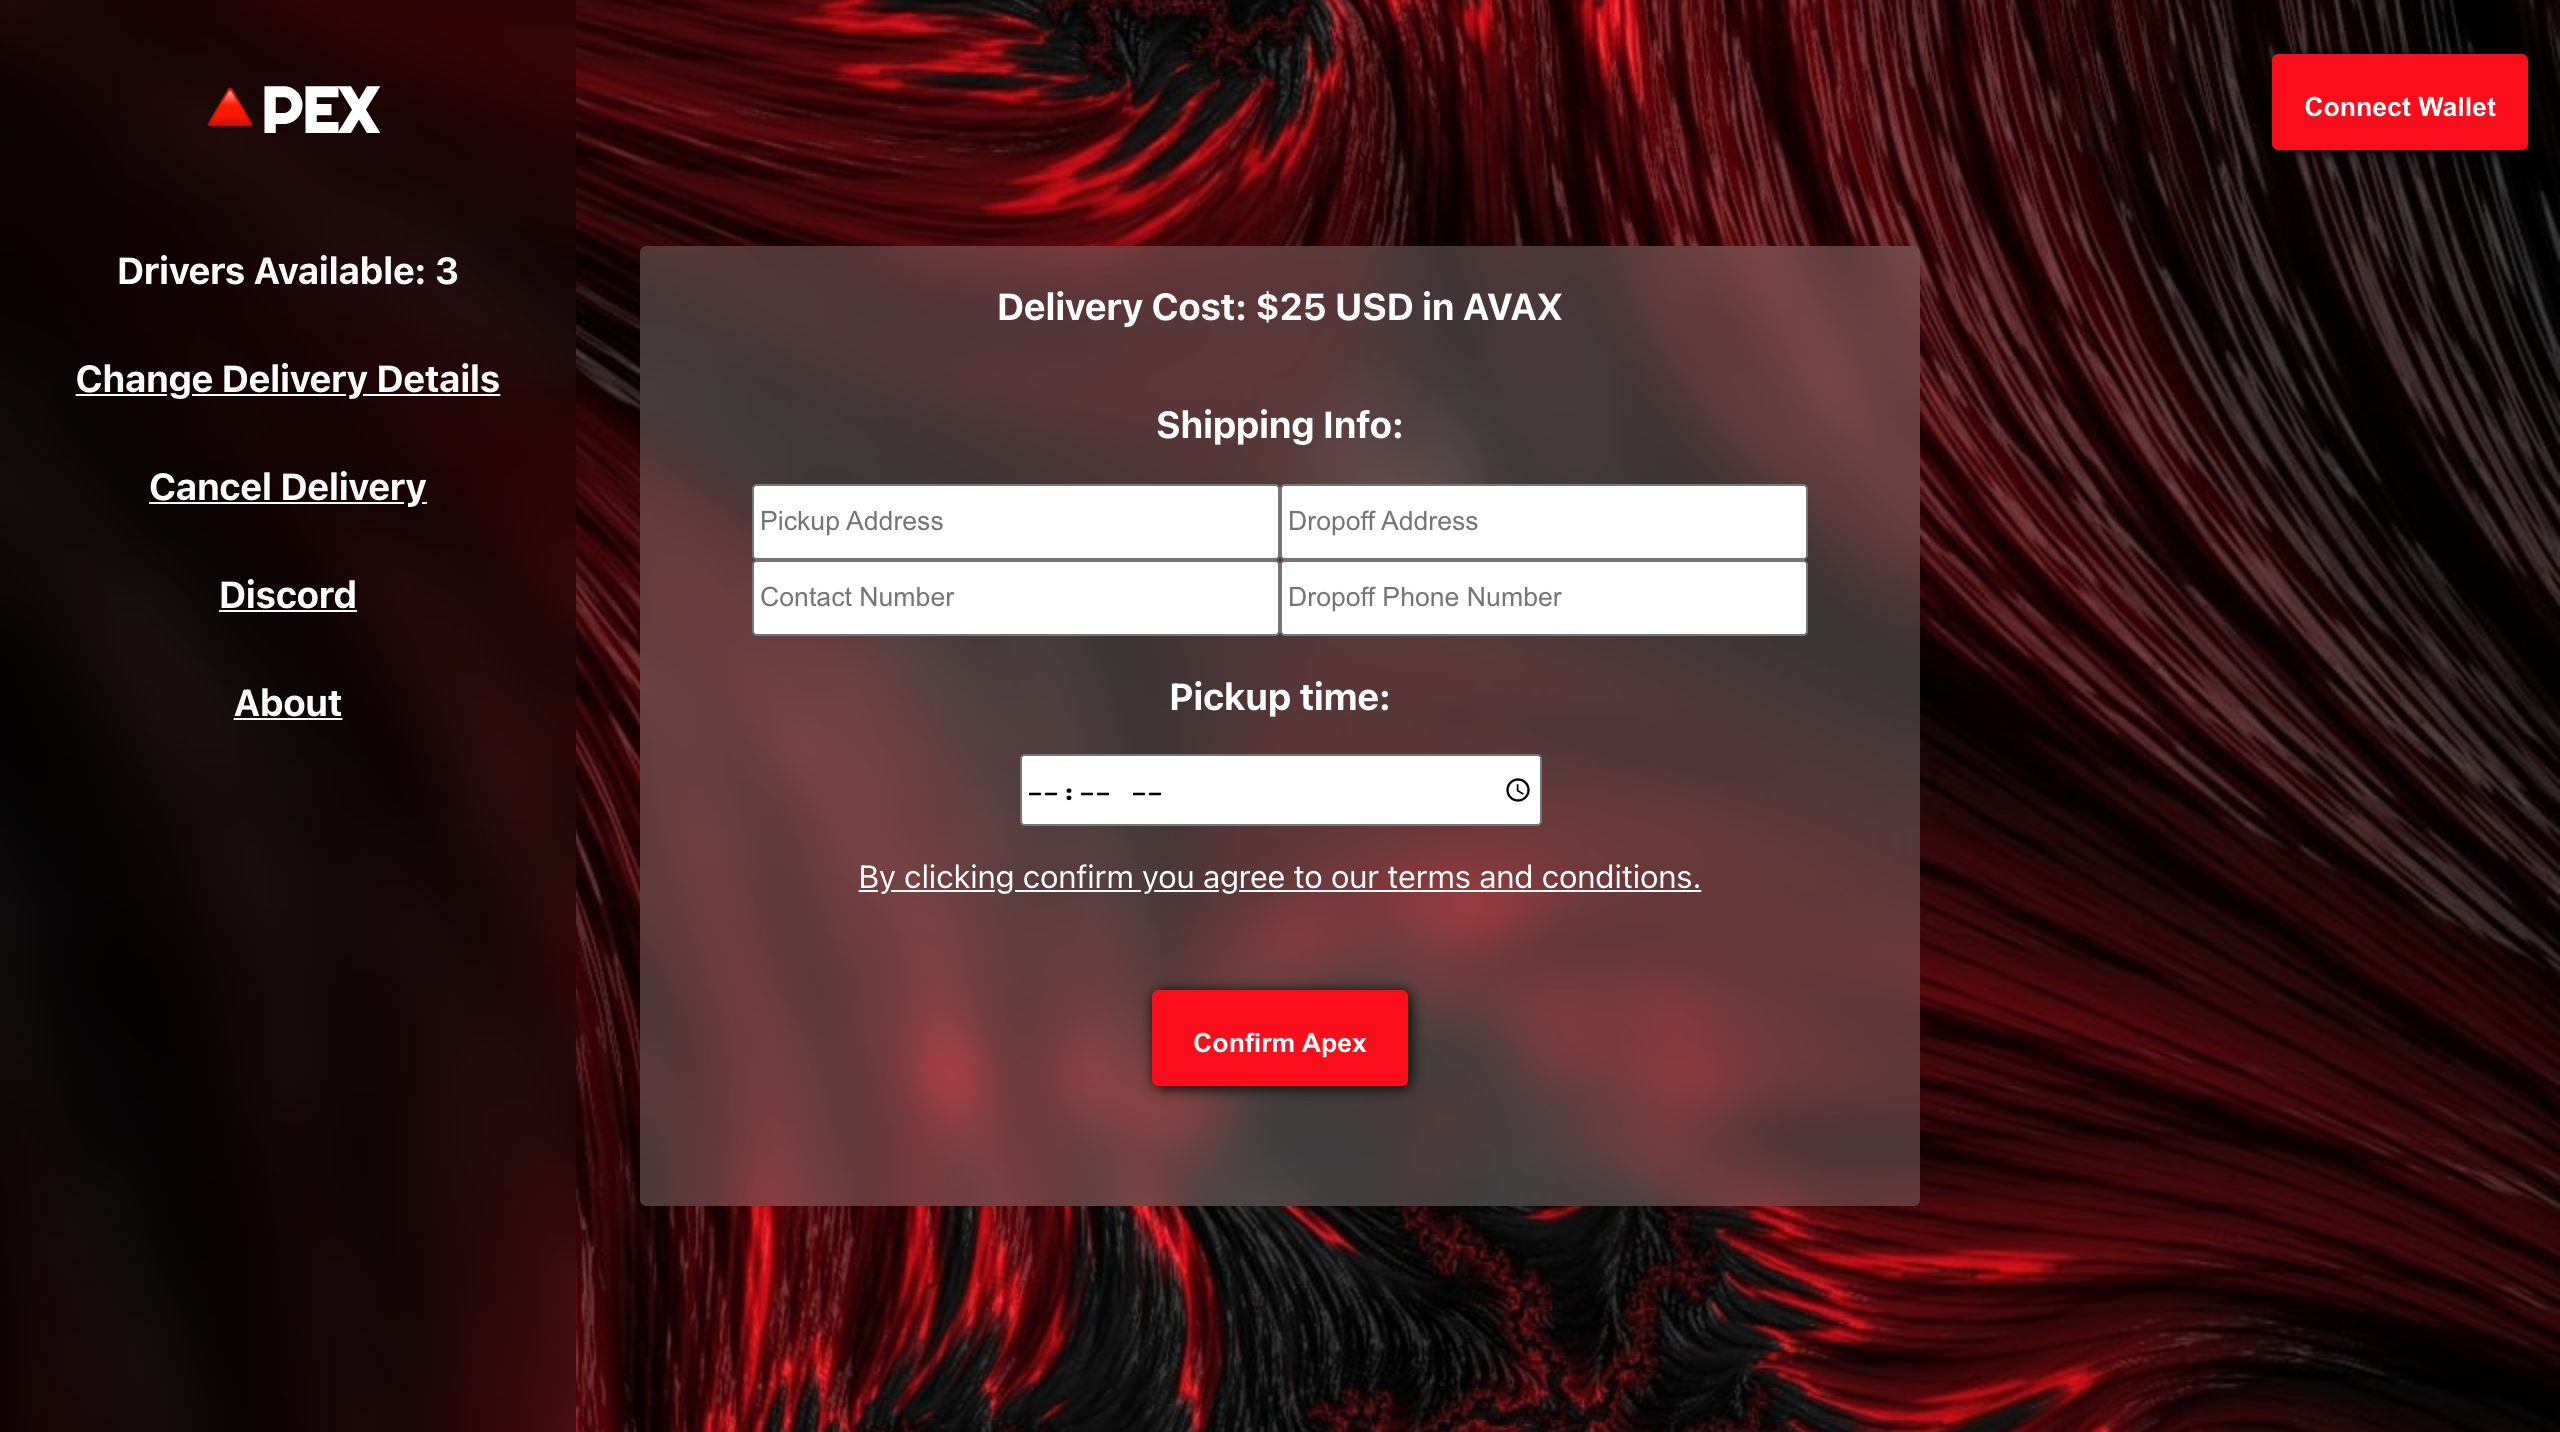 PEX
Drivers Available: 3
Change Delivery Details
Cancel Delivery
Discord
About
Connect Wallet
Delivery Cost: $25 USD in AVAX
Shipping Info:
Pickup Address
Dropoff Address
Contact Number
Dropoff Phone Number
Pickup time:
--:-- --
By clicking confirm you agree to our terms and conditions.
Confirm Apex